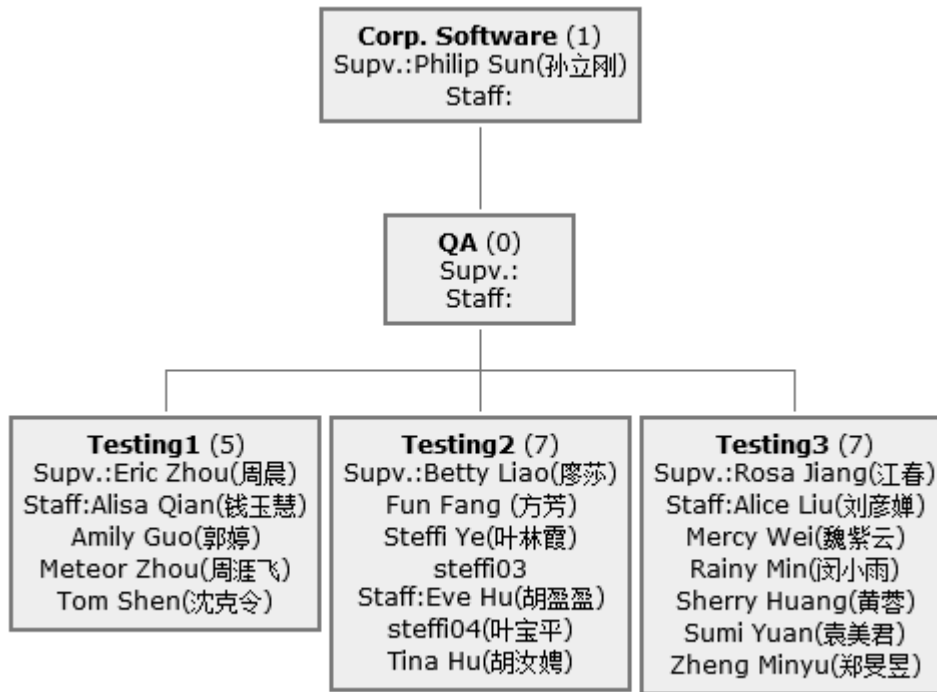 Corp. Software (1)
Supv.:Philip Sun(孙立刚)
Staff:
QA (0)
Supv.:
Staff:
Testing1 (5)
Supv.:Eric Zhou(周晨)
Staff:Alisa Qian(钱玉慧)
Amily Guo(郭婷)
Meteor Zhou(周涯飞)
Tom Shen(沈克令)
Testing2 (7)
Supv.:Betty Liao(廖莎)
Fun Fang (方芳)
Steffi Ye(叶林霞)
steffi03
Staff:Eve Hu(胡盈盈)
steffi04(叶宝平)
Tina Hu(胡汝娉)
Testing3 (7)
Supv.:Rosa Jiang(江春)
Staff:Alice Liu(刘彦婵)
Mercy Wei(魏紫云)
Rainy Min(闵小雨)
Sherry Huang(黄蓉)
Sumi Yuan(袁美君)
Zheng Minyu(郑旻昱)